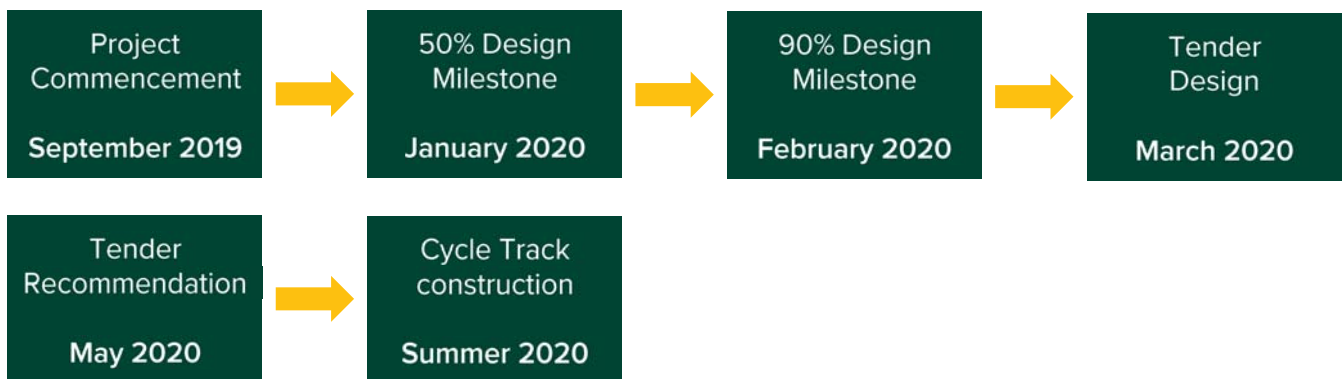 Project
Commencement
September 2019
50% Design
Milestone
January 2020
90% Design
Milestone
February 2020
Tender
Design
March 2020
Tender
Recommendation
May 2020
Cycle Track
construction
Summer 2020